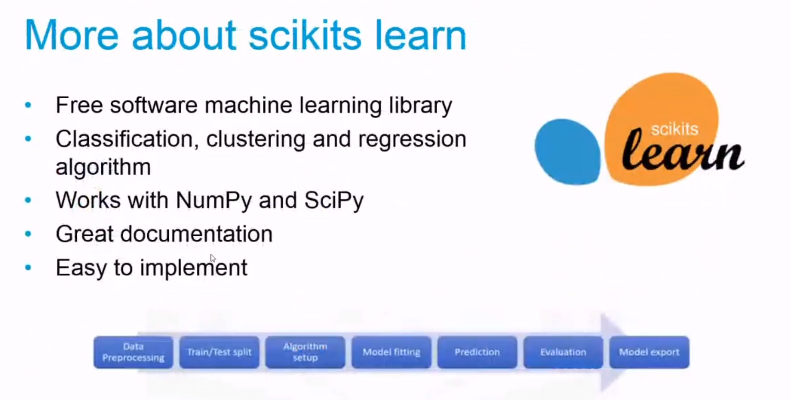 More about scikits learn
• Free software machine learning library
• Classification, clustering and regression
algorithm
• Works with NumPy and SciPy
• Great documentation
• Easy to implement
scikits
learn
Data
Preprocessing
Train/Test split
Algorithm
setup
Model fitting
Prediction
Evaluation
Model export